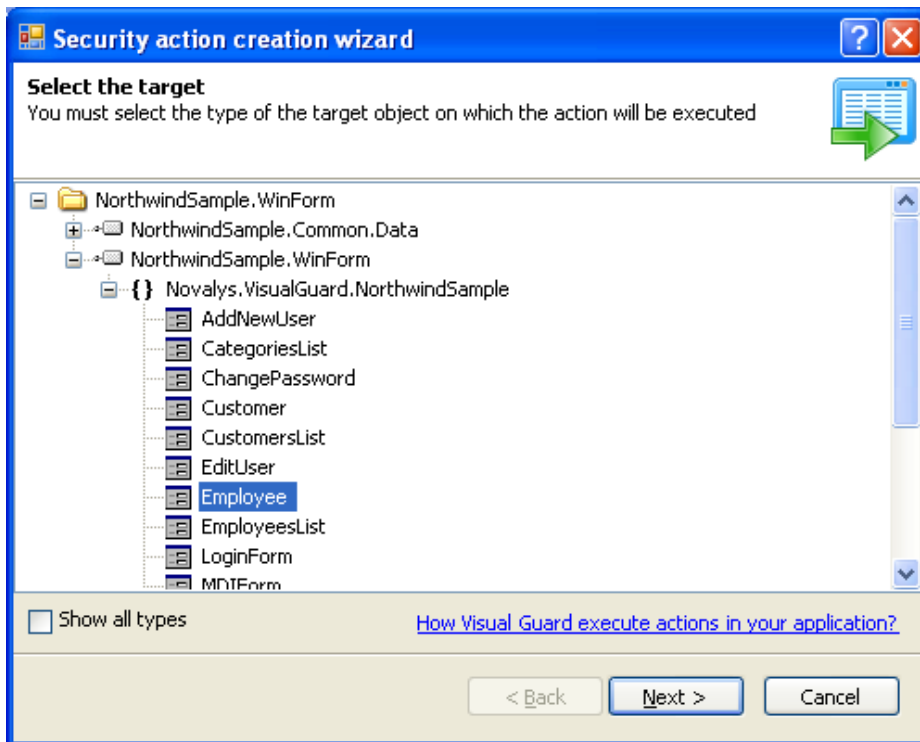 Security action creation wizard
Select the target
You must select the type of the target object on which the action will be executed
NorthwindSample.WinForm
NorthwindSample.Common.Data
NorthwindSample.WinForm
{} Novalys.VisualGuard.NorthwindSample
AddNewUser
CategoriesList
ChangePassword
Customer
CustomersList
EditUser
Employee
EmployeesList
LoginForm
MDIForm
Show all types
How Visual Guard execute actions in your application?
< Back
Next >
Cancel